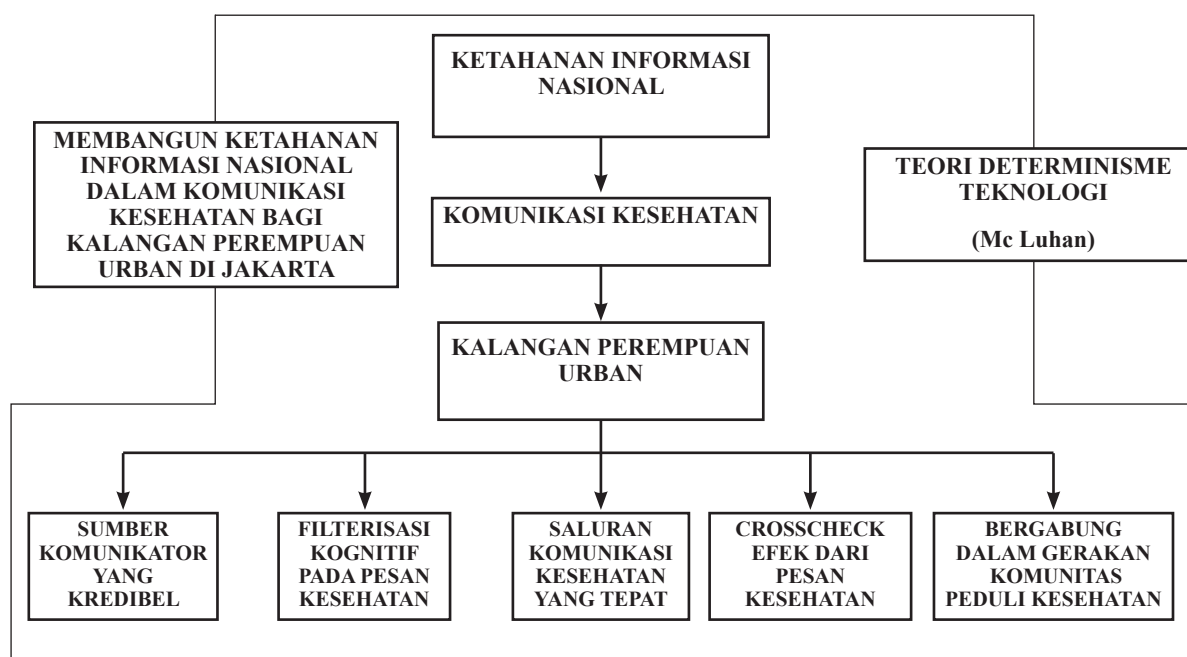 KETAHANAN INFORMASI
NASIONAL
MEMBANGUN KETAHANAN
INFORMASI NASIONAL
DALAM KOMUNIKASI
KESEHATAN BAGI
KALANGAN PEREMPUAN
URBAN DI JAKARTA
TEORI DETERMINISME
TEKNOLOGI
(Mc Luhan)
KOMUNIKASI KESEHATAN
KALANGAN PEREMPUAN
URBAN
SUMBER
KOMUNIKATOR
YANG
KREDIBEL
FILTERISASI
KOGNITIF
PADA PESAN
KESEHATAN
SALURAN
KOMUNIKASI
KESEHATAN
YANG TEPAT
CROSSCHECK
EFEK DARI
PESAN
KESEHATAN
BERGABUNG
DALAM GERAKAN
KOMUNITAS
PEDULI KESEHATAN